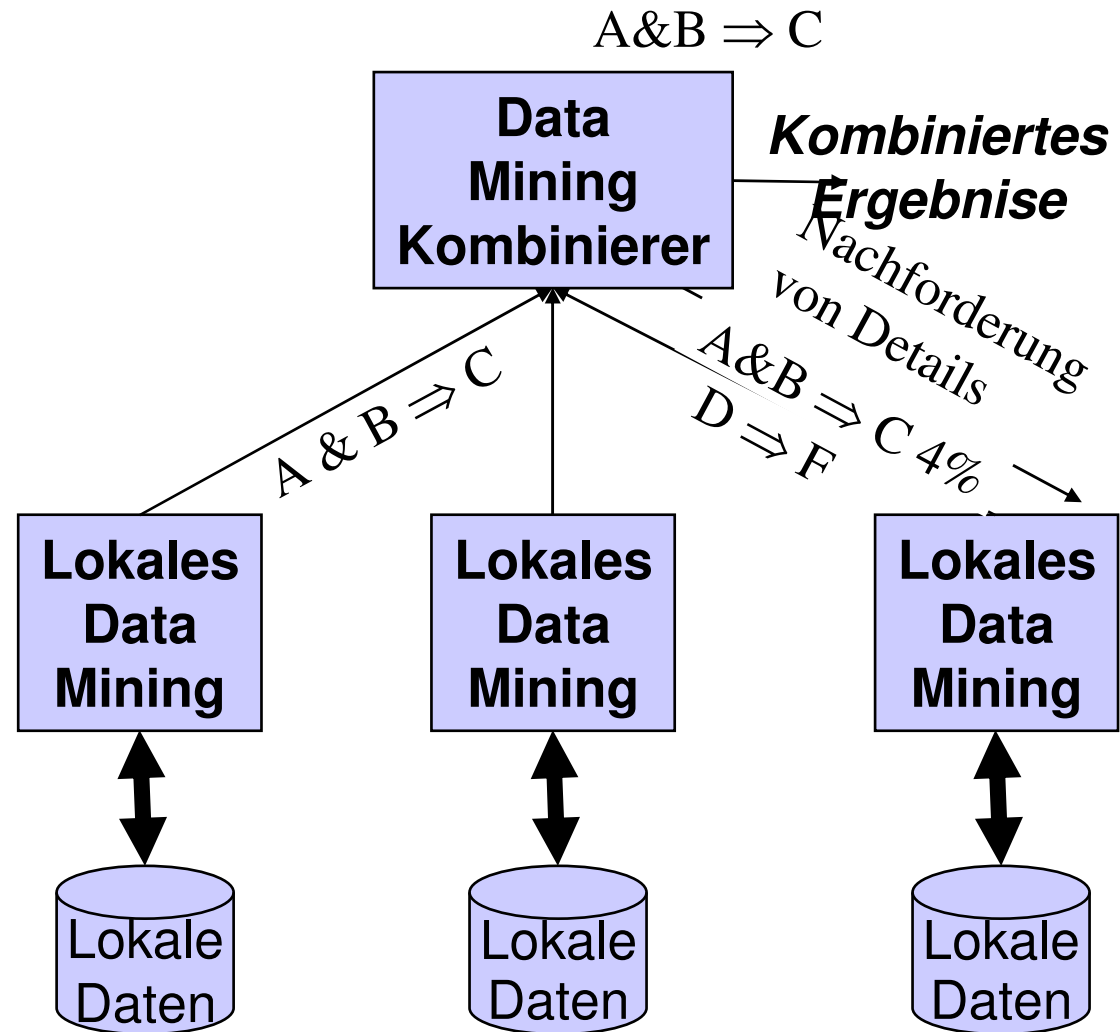 A&B ⇒ C
Data
Mining
Kombinierer
Kombiniertes
Ergebnise
Nachforderung
von Details
A & B ⇒ C
A&B ⇒ C 4%
D ⇒ F
Lokales
Data
Mining
Lokales
Data
Mining
Lokales
Data
Mining
Lokale
Daten
Lokale
Daten
Lokale
Daten